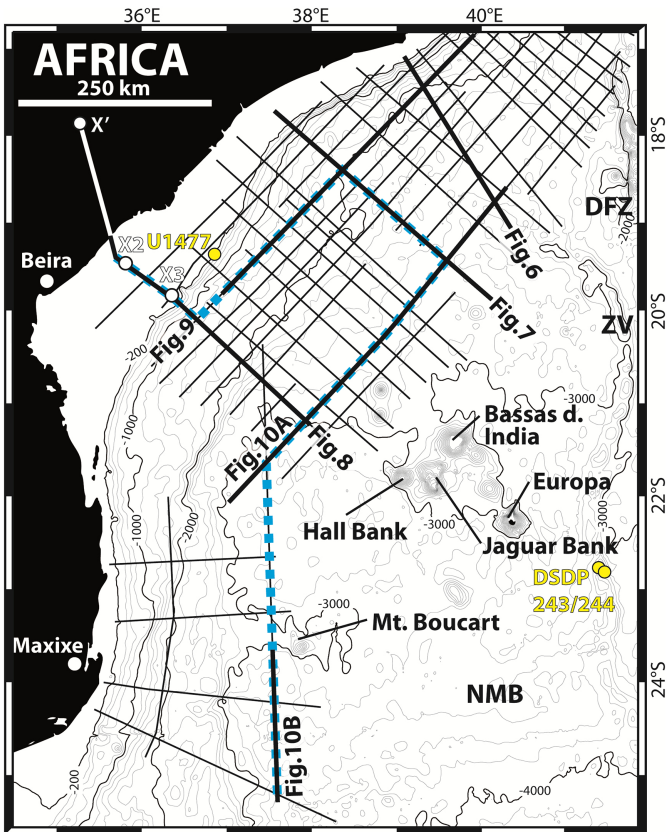 36°E
38°E
40°E
AFRICA
250 km
X'
18°S
DFZ
-2000
X2
U1477
Beira
X3
Fig.6
Fig.7
20°S
ZV
Fig.9
-200
-3000
-1000
Bassas d.
India
Fig.10A
Fig.8
22°S
Europa
Hall Bank
-3000
-3000
Jaguar Bank
-1000
-2000
DSDP
243/244
-3000
Mt. Boucart
Maxixe
24°S
NMB
Fig.10B
-200
-4000